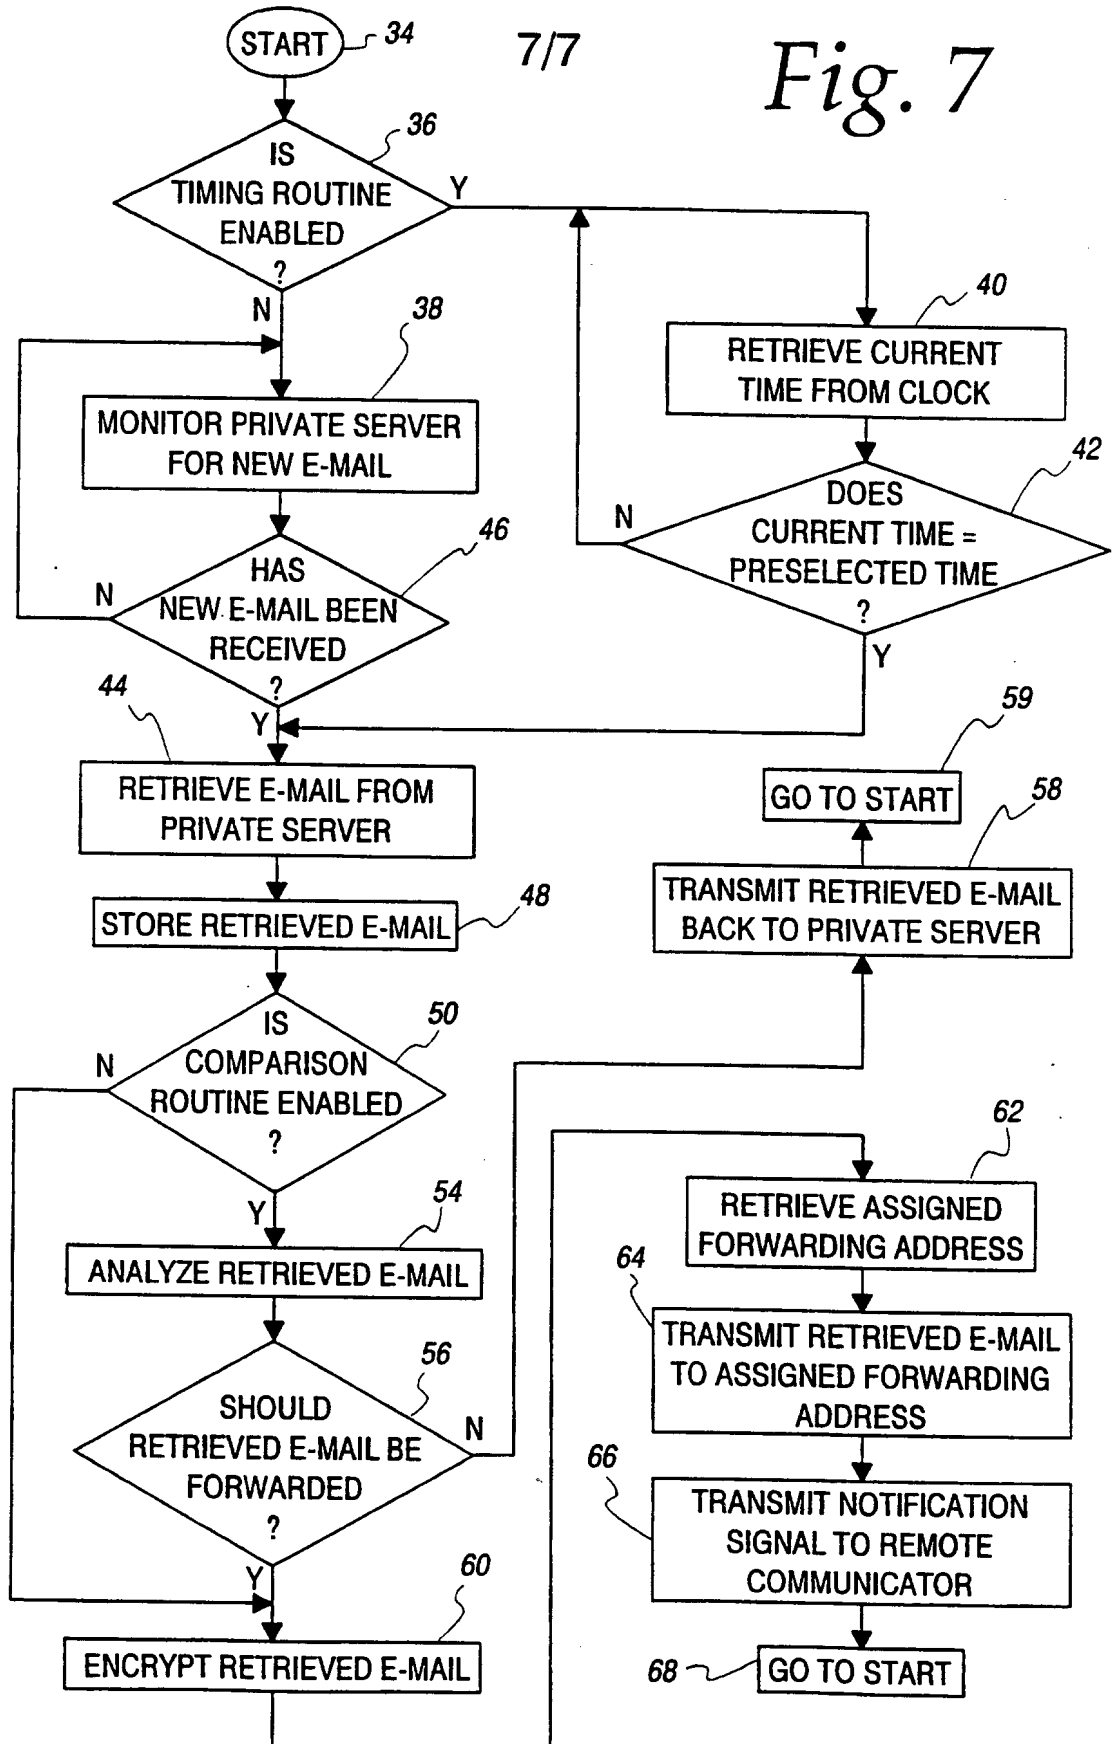 7/7
Fig. 7
START
34
36
IS
TIMING ROUTINE
ENABLED
?
Y
N
38
MONITOR PRIVATE SERVER
FOR NEW E-MAIL
40
RETRIEVE CURRENT
TIME FROM CLOCK
42
DOES
CURRENT TIME =
PRESELECTED TIME
?
N
Y
46
HAS
NEW E-MAIL BEEN
RECEIVED
?
N
Y
44
RETRIEVE E-MAIL FROM
PRIVATE SERVER
48
STORE RETRIEVED E-MAIL
50
IS
COMPARISON
ROUTINE ENABLED
?
N
Y
54
ANALYZE RETRIEVED E-MAIL
56
SHOULD
RETRIEVED E-MAIL BE
FORWARDED
?
N
Y
60
ENCRYPT RETRIEVED E-MAIL
59
GO TO START
58
TRANSMIT RETRIEVED E-MAIL
BACK TO PRIVATE SERVER
62
RETRIEVE ASSIGNED
FORWARDING ADDRESS
64
TRANSMIT RETRIEVED E-MAIL
TO ASSIGNED FORWARDING
ADDRESS
66
TRANSMIT NOTIFICATION
SIGNAL TO REMOTE
COMMUNICATOR
68
GO TO START